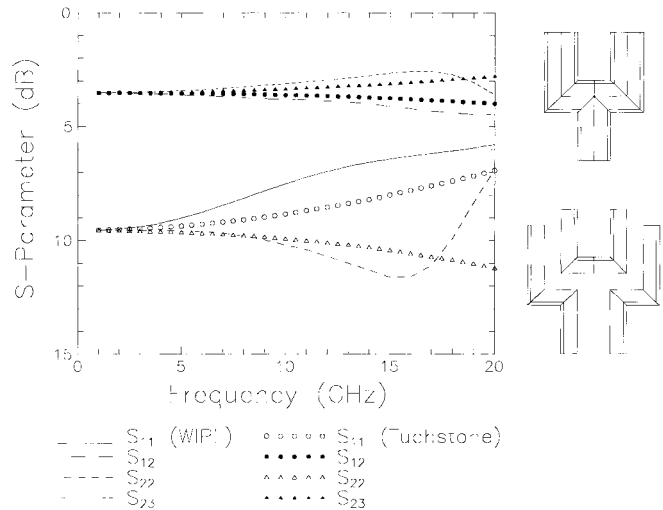 0
5
10
15
S-Parameter (dB)
0 5 10 15 20
Frequency (GHz)
S11 (WIPL) S11 (Touchstone)
S12 S12
S22 S22
S23 S23